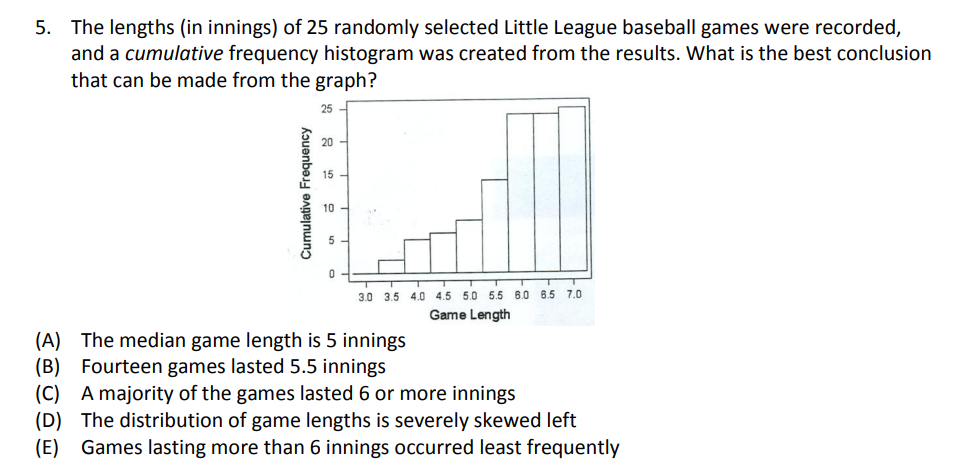 5. The lengths (in innings) of 25 randomly selected Little League baseball games were recorded,
and a cumulative frequency histogram was created from the results. What is the best conclusion
that can be made from the graph?
25
20
15
10
5
0
Cumulative Frequency
3.0 3.5 4.0 4.5 5.0 5.5 6.0 6.5 7.0
Game Length
(A) The median game length is 5 innings
(B) Fourteen games lasted 5.5 innings
(C) A majority of the games lasted 6 or more innings
(D) The distribution of game lengths is severely skewed left
(E) Games lasting more than 6 innings occurred least frequently